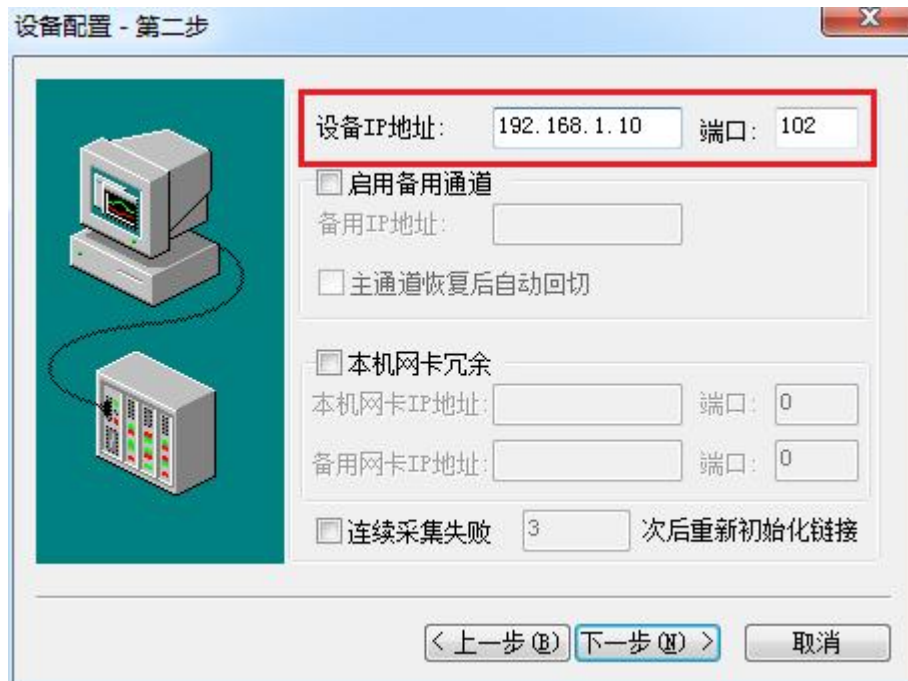 设备配置 - 第二步
设备IP地址: 192.168.1.10 端口: 102
启用备用通道
备用IP地址:
主通道恢复后自动回切
本机网卡冗余
本机网卡IP地址: 端口: 0
备用网卡IP地址: 端口: 0
连续采集失败 3 次后重新初始化链接
< 上一步(B) 下一步(N) > 取消